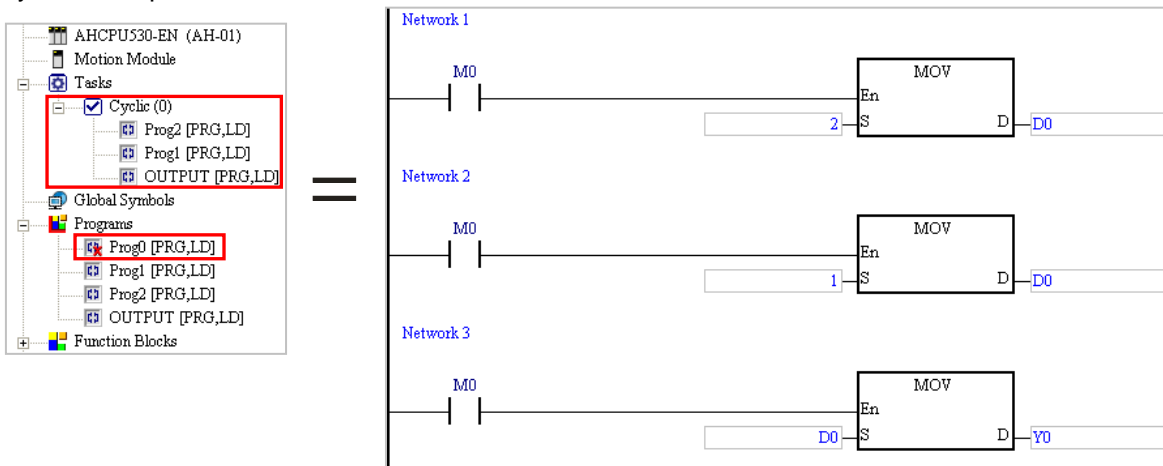 AHCPU530-EN (AH-01)
Motion Module
Tasks
Cyclic (0)
Prog2 [PRG,LD]
Prog1 [PRG,LD]
OUTPUT [PRG,LD]
Global Symbols
Programs
Prog0 [PRG,LD]
Prog1 [PRG,LD]
Prog2 [PRG,LD]
OUTPUT [PRG,LD]
Function Blocks
=
Network 1
M0
MOV
En
2 S D D0
Network 2
M0
MOV
En
1 S D D0
Network 3
M0
MOV
En
D0 S D Y0